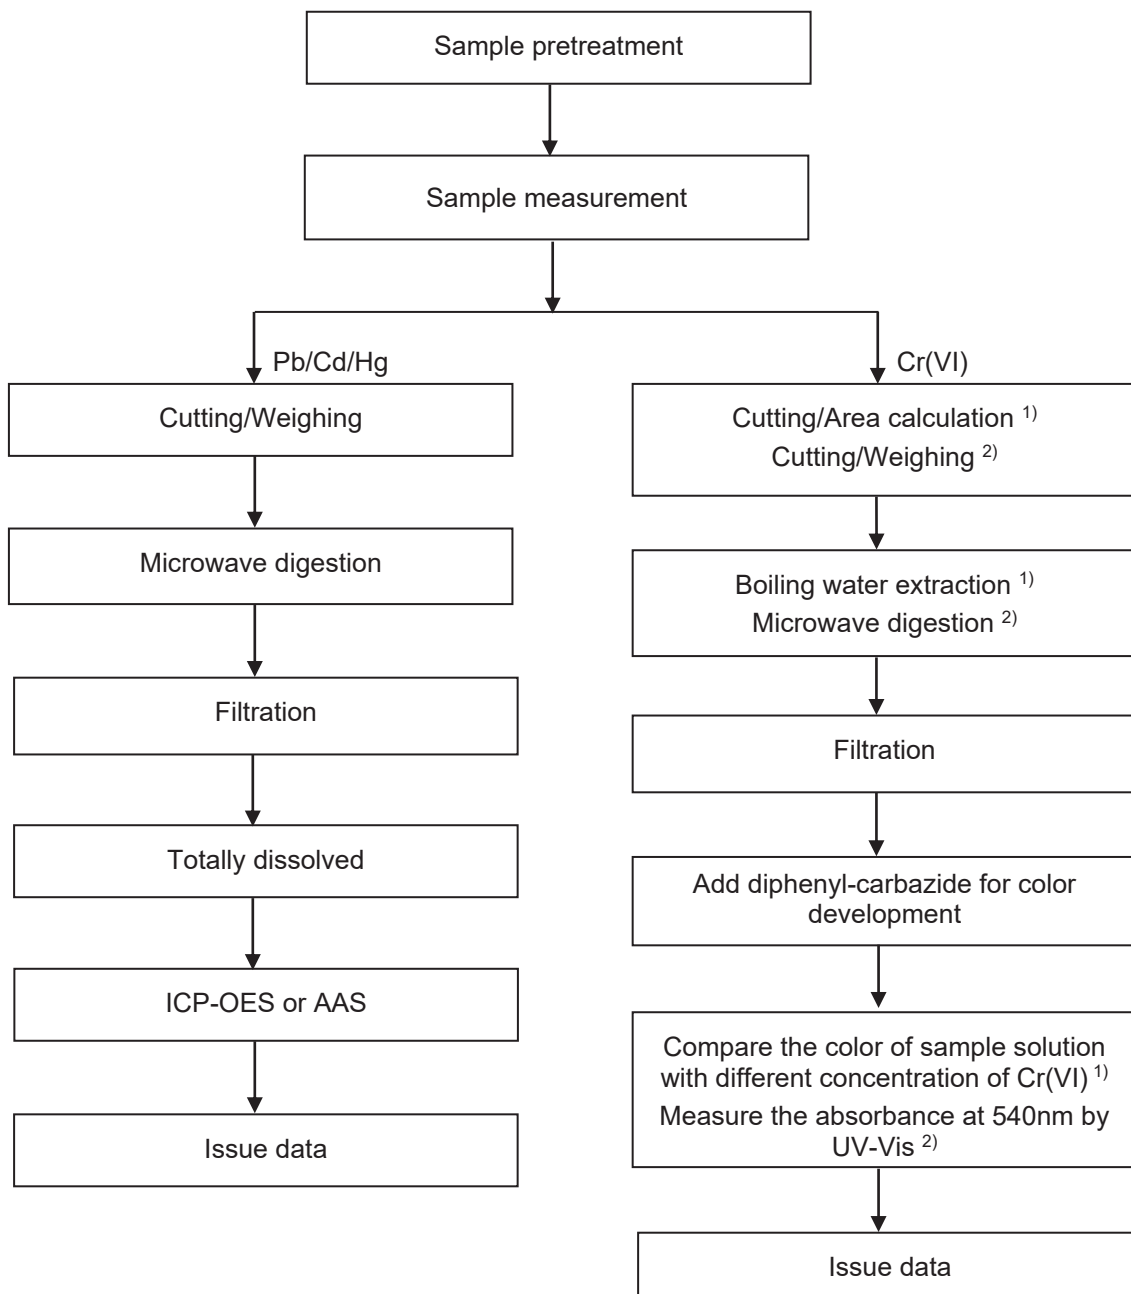 Sample pretreatment
Sample measurement
Pb/Cd/Hg
Cutting/Weighing
Microwave digestion
Filtration
Totally dissolved
ICP-OES or AAS
Issue data
Cr(VI)
Cutting/Area calculation 1)
Cutting/Weighing 2)
Boiling water extraction 1)
Microwave digestion 2)
Filtration
Add diphenyl-carbazide for color
development
Compare the color of sample solution
with different concentration of Cr(VI) 1)
Measure the absorbance at 540nm by
UV-Vis 2)
Issue data